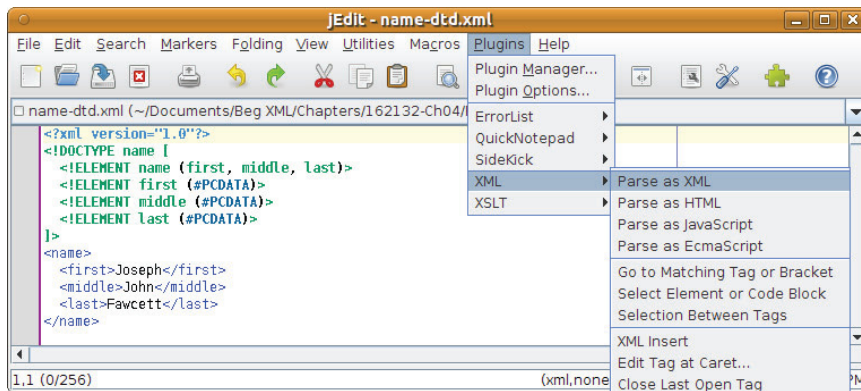 jEdit - name-dtd.xml
File Edit Search Markers Folding View Utilities Macros Plugins Help
Plugin Manager...
Plugin Options...
ErrorList
QuickNotepad
SideKick
XML
XSLT
Parse as XML
Parse as HTML
Parse as JavaScript
Parse as EcmaScript
Go to Matching Tag or Bracket
Select Element or Code Block
Selection Between Tags
XML Insert
Edit Tag at Caret...
Close Last Open Tag
name-dtd.xml (~/Documents/Beg XML/Chapters/162132-Ch04/
<?xml version="1.0"?>
<!DOCTYPE name [
<!ELEMENT name (first, middle, last)>
<!ELEMENT first (#PCDATA)>
<!ELEMENT middle (#PCDATA)>
<!ELEMENT last (#PCDATA)>
]>
<name>
<first>Joseph</first>
<middle>John</middle>
<last>Fawcett</last>
</name>
1,1 (0/256)
(xml,none